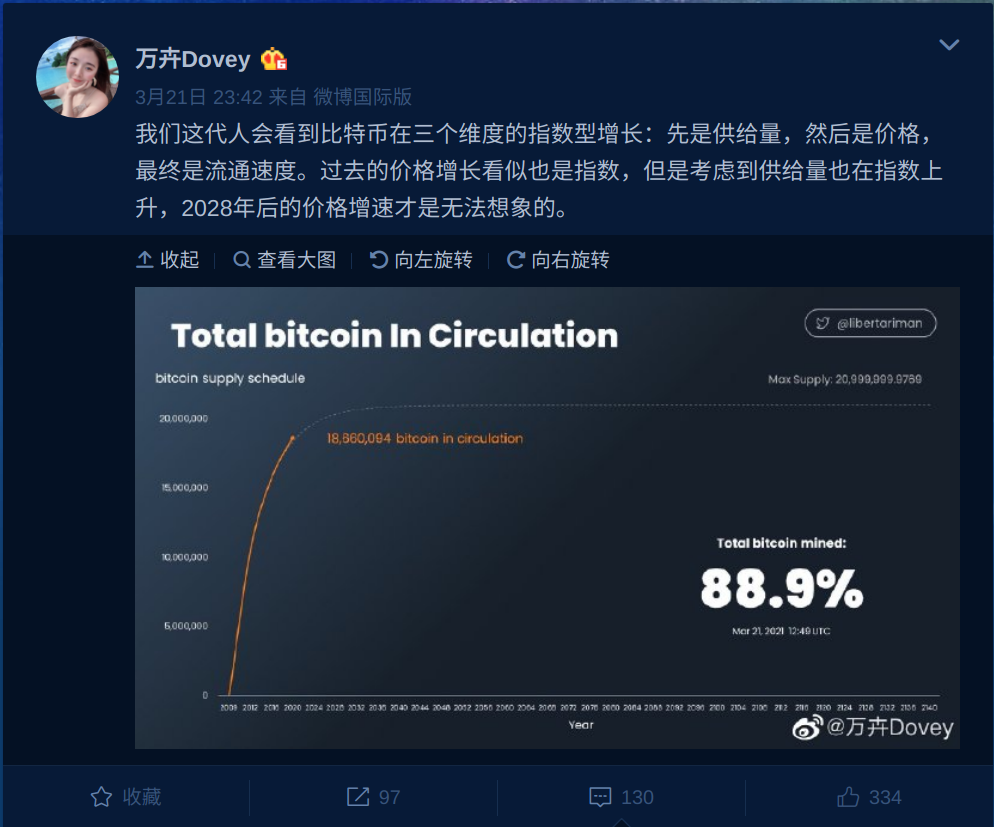 万卉Dovey
3月21日 23:42 来自 微博国际版
我们这代人会看到比特币在三个维度的指数型增长：先是供给量，然后是价格，
最终是流通速度。过去的价格增长看似也是指数，但是考虑到供给量也在指数上
升，2028年后的价格增速才是无法想象的。
收起 查看大图 向左旋转 向右旋转
Total bitcoin In Circulation
@libertariman
bitcoin supply schedule
Max Supply: 20,999,999.9769
20,000,000
18,660,094 bitcoin in circulation
15,000,000
10,000,000
Total bitcoin mined:
88.9%
5,000,000
Mar 21, 2021 12:49 UTC
0
2009 2012 2016 2020 2024 2028 2032 2036 2040 2044 2048 2052 2056 2060 2064 2068 2072 2076 2080 2084 2088 2092 2096 2100 2104 2108 2112 2116 2120 2124 2128 2132 2136 2140
Year
@万卉Dovey
收藏 97 130 334